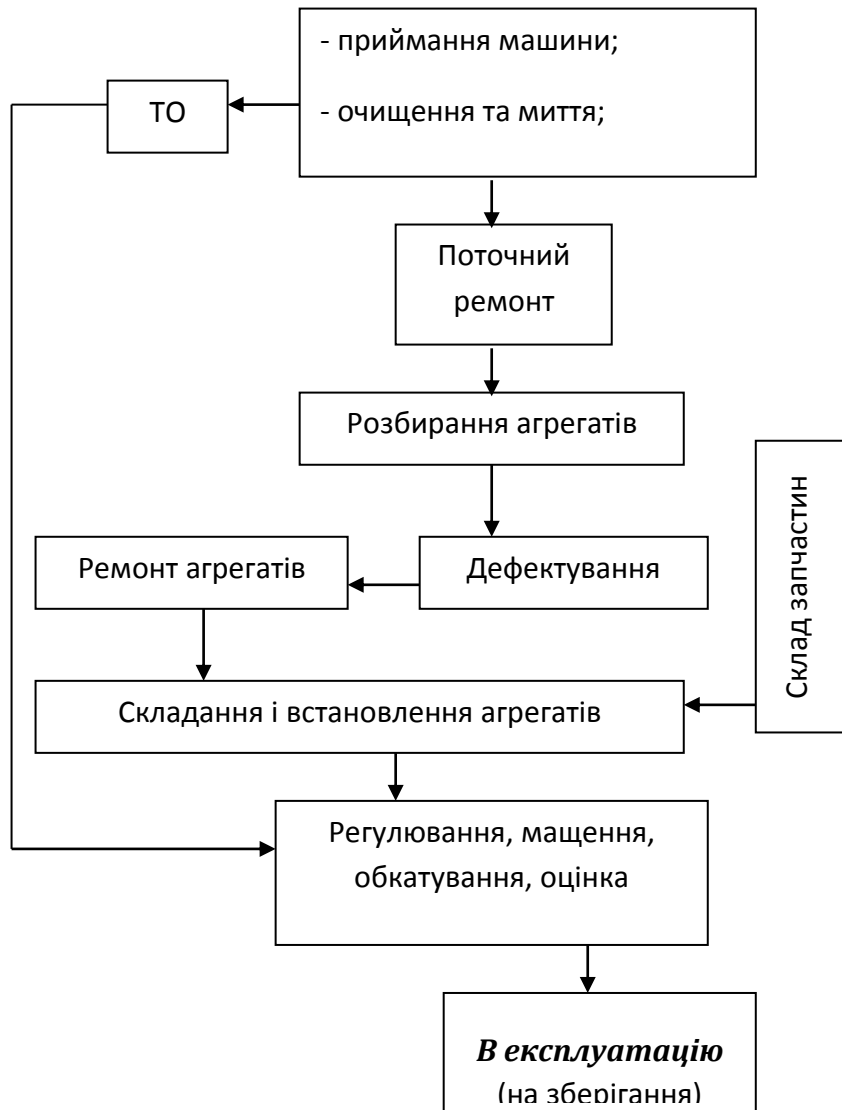 - приймання машини;
ТО
- очищення та миття;
Поточний
ремонт
Розбирання агрегатів
Ремонт агрегатів
Дефектування
Склад запчастин
Складання і встановлення агрегатів
Регулювання, мащення,
обкатування, оцінка
В експлуатацію
(на зберігання)